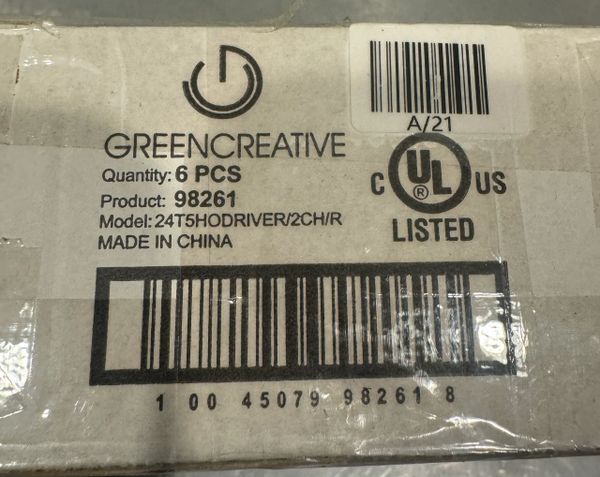 A/21
GREENCREATIVE
Quantity: 6 PCS
Product: 98261
Model: 24T5HODRIVER/2CH/R
MADE IN CHINA
C UL® US
LISTED
1 00 45079 98261 8